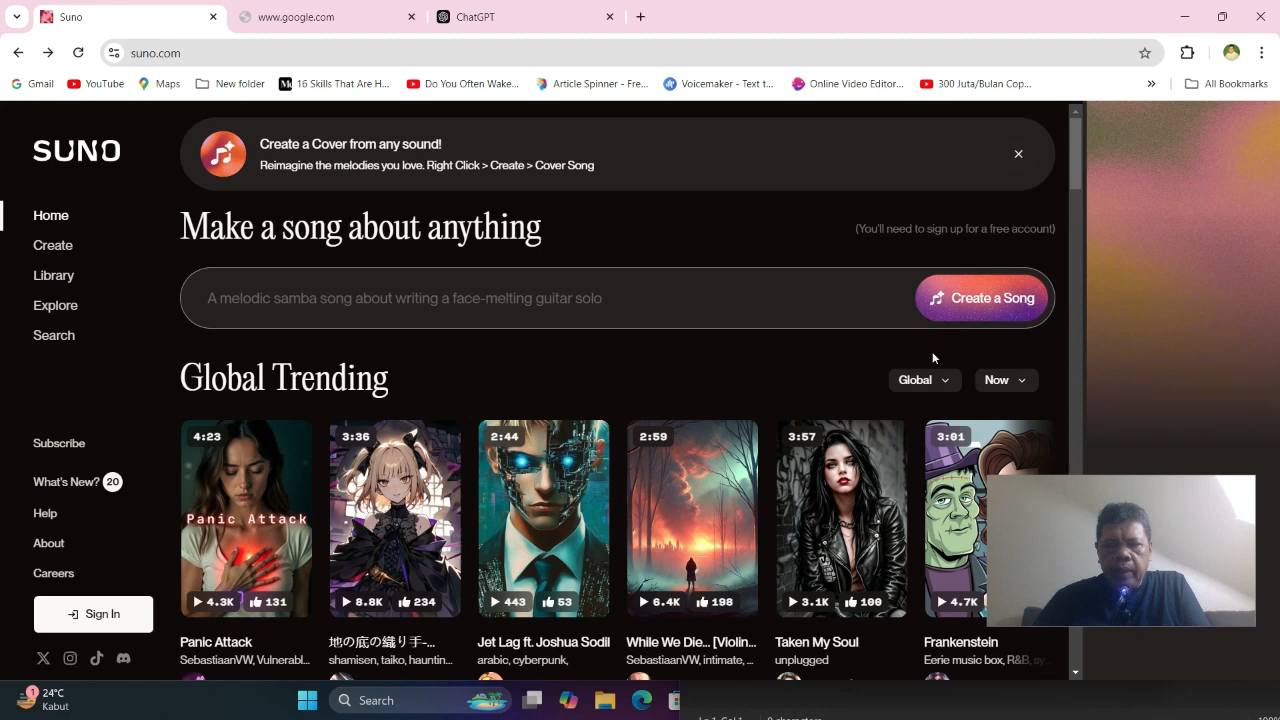 Suno
www.google.com
ChatGPT
suno.com
Gmail
YouTube
Maps
New folder
16 Skills That Are H...
Do You Often Wake...
Article Spinner - Fre...
Voicemaker - Text t...
Online Video Editor...
300 Juta/Bulan Cop...
All Bookmarks
SUNO
Create a Cover from any sound!
Reimagine the melodies you love. Right Click > Create > Cover Song
Home
Create
Library
Explore
Search
Make a song about anything
(You'll need to sign up for a free account)
A melodic samba song about writing a face-melting guitar solo
Create a Song
Global Trending
Global
Now
Subscribe
What's New? 20
Help
About
Careers
Sign In
4:23
3:36
2:44
2:59
3:57
3:01
Panic Attack
4.3K 131
8.8K 234
443 53
6.4K 198
3.1K 100
4.7K
Panic Attack
地の底の織り手-...
Jet Lag ft. Joshua Sodil
While We Die... [Violin...
Taken My Soul
Frankenstein
SebastiaanVW, Vulnerabl...
shamisen, taiko, hauntin...
arabic, cyberpunk,
SebastiaanVW, intimate, ...
unplugged
Eerie music box, R&B, sy...
1
24°C
Kabut
Search